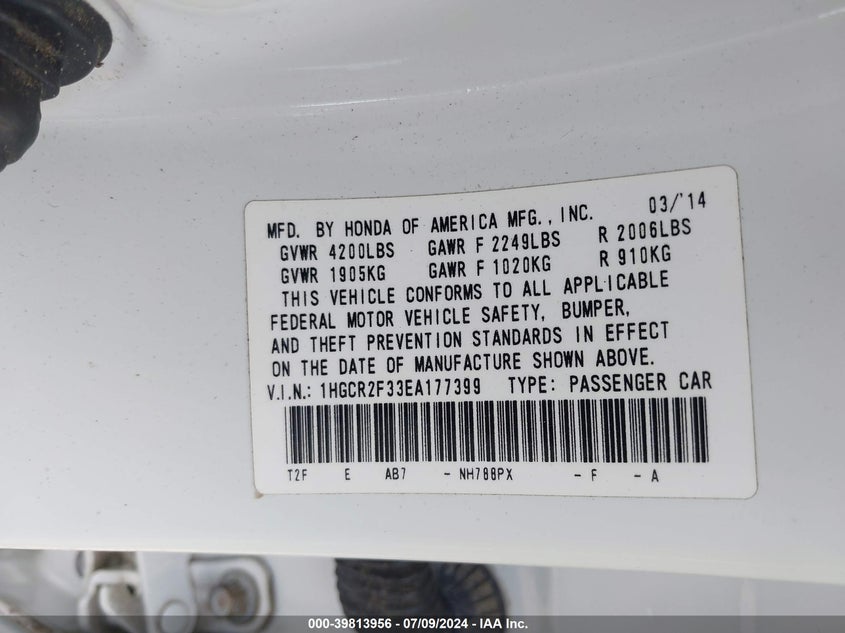 MFD. BY HONDA OF AMERICA MFG., INC. 03/'14
GVWR 4200LBS GAWR F 2249LBS R 2006LBS
GVWR 1905KG GAWR F 1020KG R 910KG
THIS VEHICLE CONFORMS TO ALL APPLICABLE
FEDERAL MOTOR VEHICLE SAFETY, BUMPER,
AND THEFT PREVENTION STANDARDS IN EFFECT
ON THE DATE OF MANUFACTURE SHOWN ABOVE.
V.I.N.: 1HGCR2F33EA177399 TYPE: PASSENGER CAR
T2F E AB7 - NH788PX - F - A
000-39813956 - 07/09/2024 - IAA Inc.